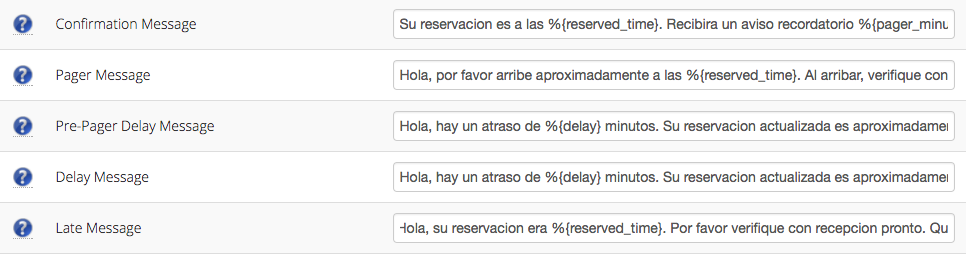 Confirmation Message
Su reservacion es a las %{reserved_time}. Recibira un aviso recordatorio %{pager_minu
Pager Message
Hola, por favor arribe aproximadamente a las %{reserved_time}. Al arribar, verifique con
Pre-Pager Delay Message
Hola, hay un atraso de %{delay} minutos. Su reservacion actualizada es aproximadamen
Delay Message
Hola, hay un atraso de %{delay} minutos. Su reservacion actualizada es aproximadamen
Late Message
Hola, su reservacion era %{reserved_time}. Por favor verifique con recepcion pronto. Qu